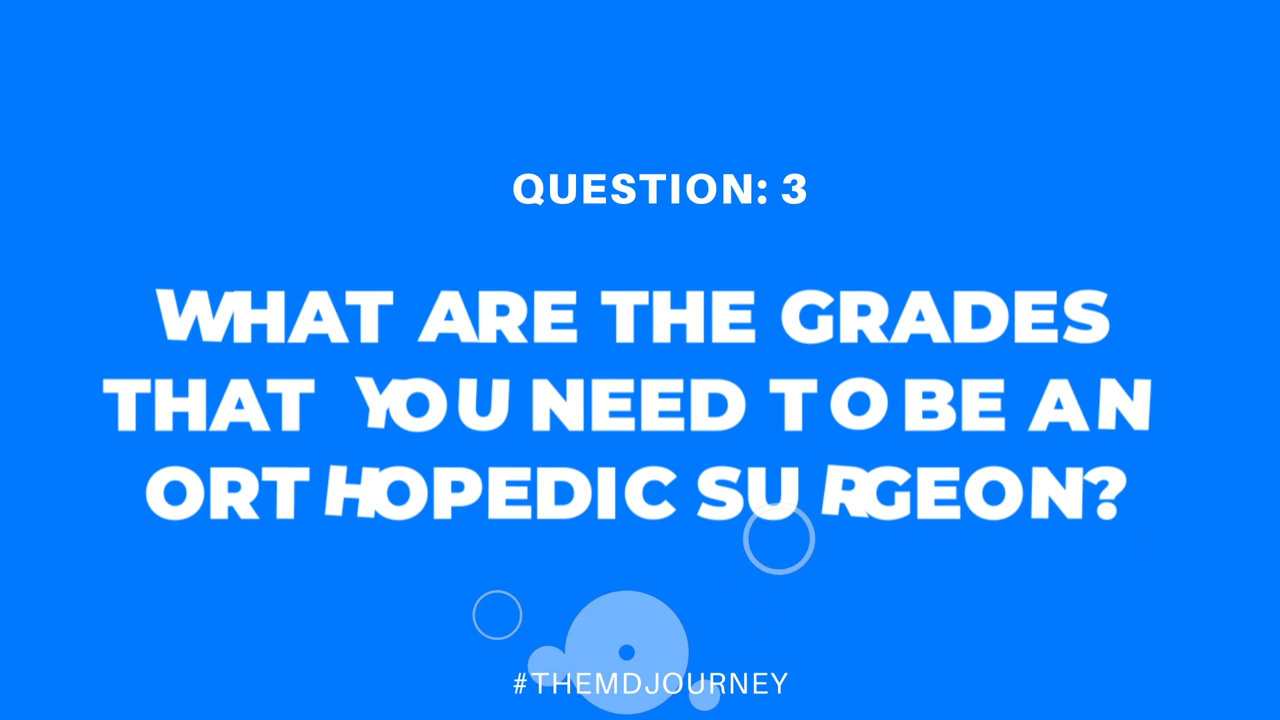 QUESTION: 3
WHAT ARE THE GRADES
THAT YOU NEED TO BE AN
ORTHOPEDIC SURGEON?
#THEMDJOURNEY